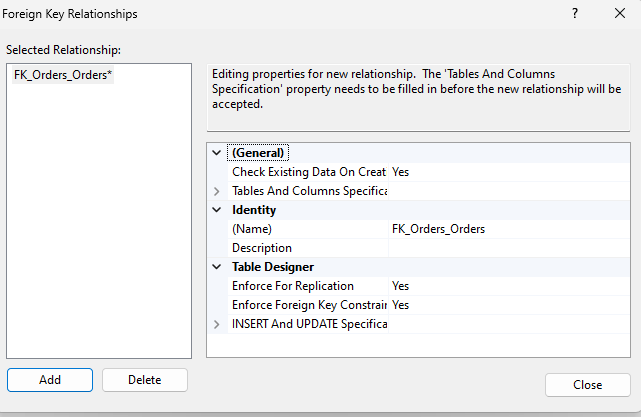 Foreign Key Relationships
?
Selected Relationship:
FK_Orders_Orders*
Editing properties for new relationship. The 'Tables And Columns
Specification' property needs to be filled in before the new relationship will be
accepted.
(General)
Check Existing Data On Creat Yes
Tables And Columns Specifica
Identity
(Name) FK_Orders_Orders
Description
Table Designer
Enforce For Replication Yes
Enforce Foreign Key Constrain Yes
INSERT And UPDATE Specifica
Add
Delete
Close